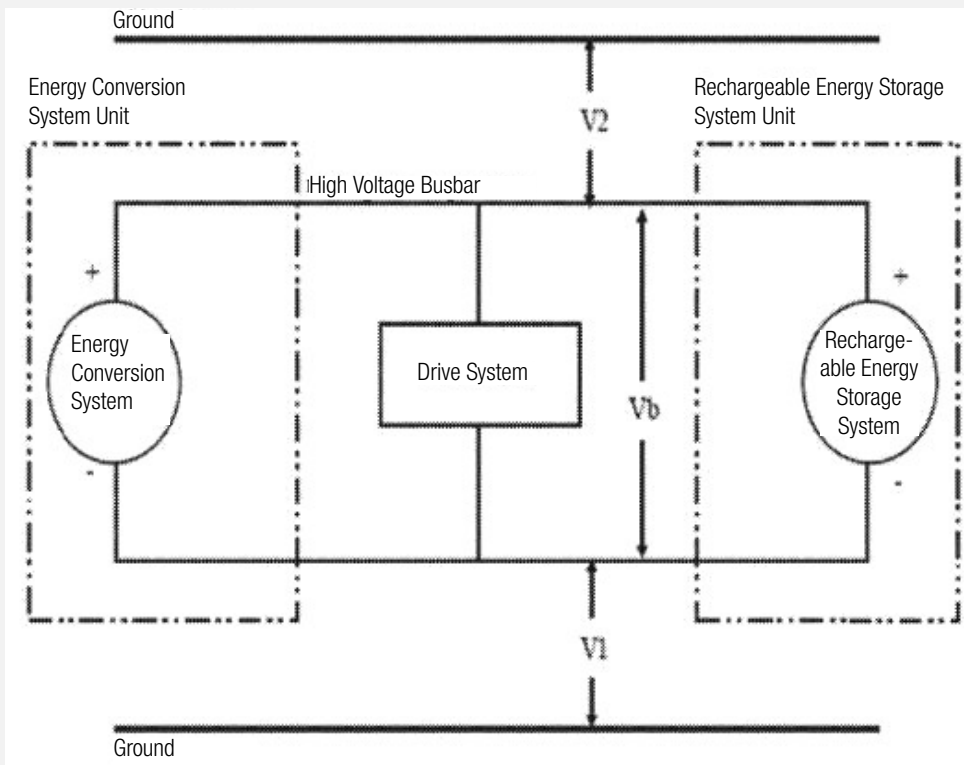 Ground
Energy Conversion
System Unit
Rechargeable Energy Storage
System Unit
V2
High Voltage Busbar
+
+
Energy
Conversion
System
Drive System
Recharge-
able Energy
Storage
System
Vb
-
-
V1
Ground